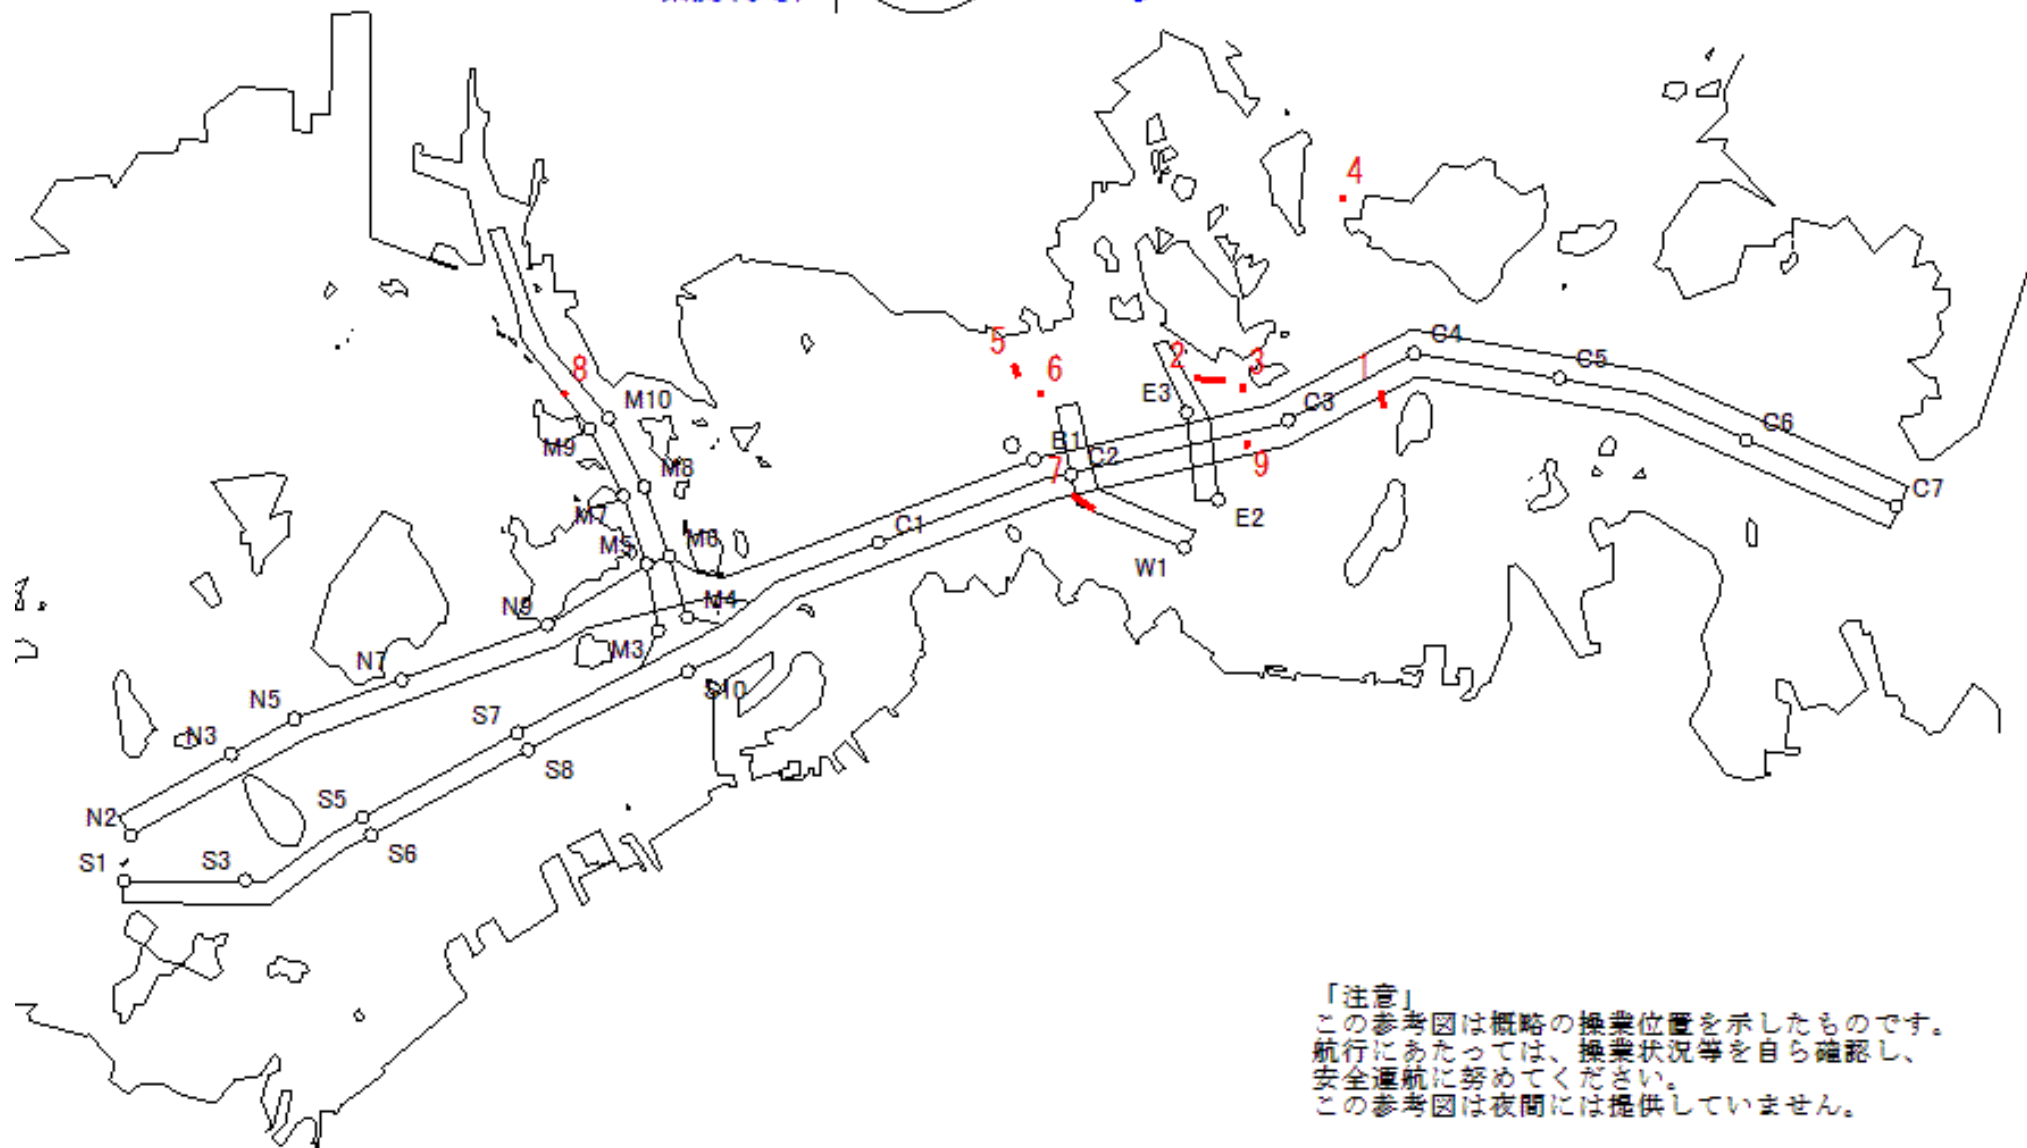 4
5
6
2
3
1
C4
C5
8
M10
E3
C3
C6
M9
B1
C2
M8
7
9
C7
M7
C1
E2
M5
M6
W1
N9
M4
M3
N7
S10
N5
S7
N3
S8
S5
N2
S6
S1
S3
「注意」
この参考図は概略の操業位置を示したものです。
航行にあたっては、操業状況等を自ら確認し、
安全運航に努めてください。
この参考図は夜間には提供していません。